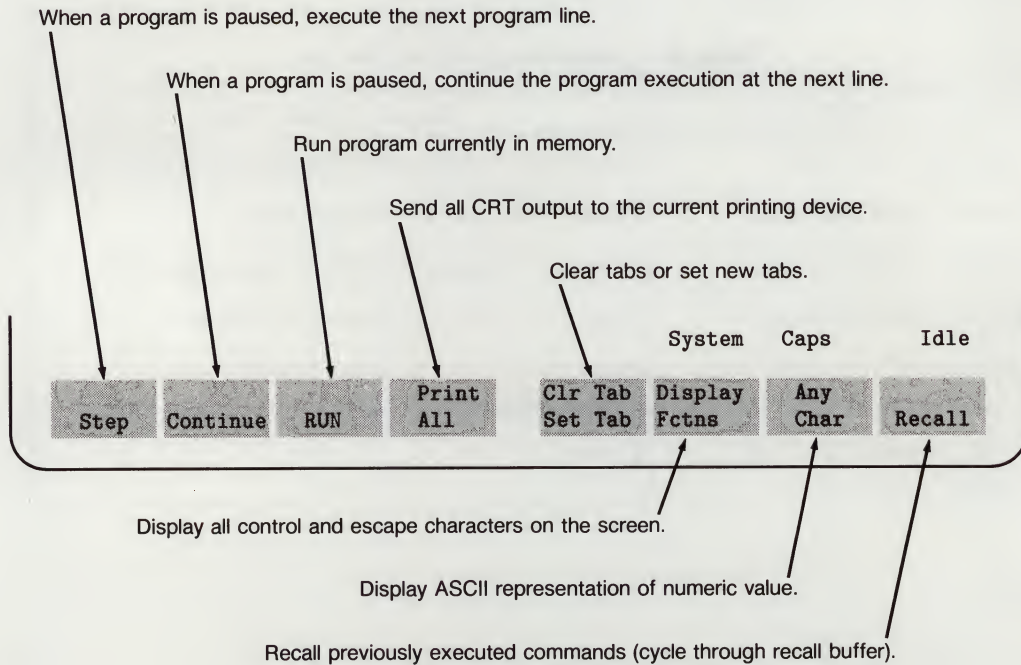 When a program is paused, execute the next program line.
When a program is paused, continue the program execution at the next line.
Run program currently in memory.
Send all CRT output to the current printing device.
Clear tabs or set new tabs.
System Caps Idle
Print Clr Tab Display Any
Step Continue RUN All Set Tab Fctns Char Recall
Display all control and escape characters on the screen.
Display ASCII representation of numeric value.
Recall previously executed commands (cycle through recall buffer).